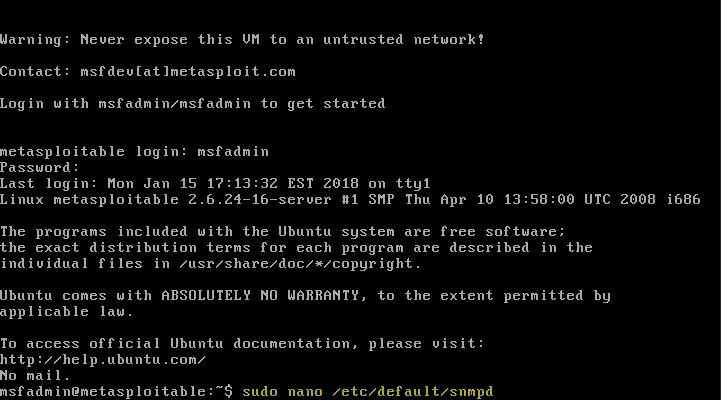 Warning: Never expose this VM to an untrusted network!
Contact: msfdev[at]metasploit.com
Login with msfadmin/msfadmin to get started
metasploitable login: msfadmin
Password:
Last login: Mon Jan 15 17:13:32 EST 2018 on tty1
Linux metasploitable 2.6.24-16-server #1 SMP Thu Apr 10 13:58:00 UTC 2008 i686
The programs included with the Ubuntu system are free software;
the exact distribution terms for each program are described in the
individual files in /usr/share/doc/*/copyright.
Ubuntu comes with ABSOLUTELY NO WARRANTY, to the extent permitted by
applicable law.
To access official Ubuntu documentation, please visit:
http://help.ubuntu.com/
No mail.
msfadmin@metasploitable:~$ sudo nano /etc/default/snmpd